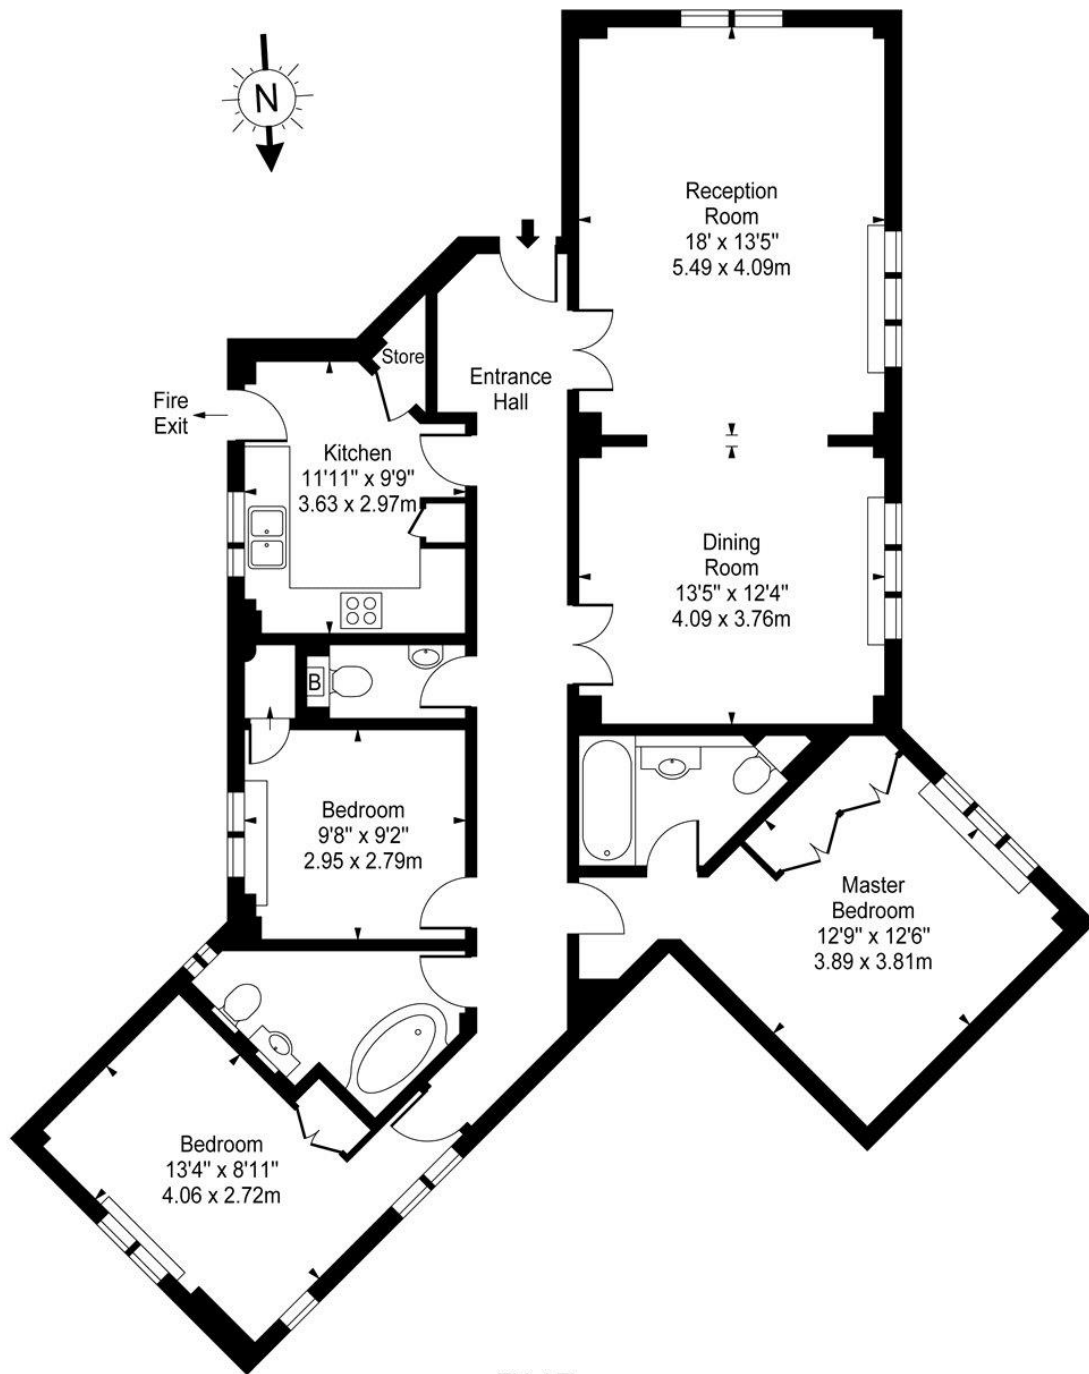 N
Reception
Room
18' x 13'5"
5.49 x 4.09m
Store
Entrance
Hall
Fire
Exit
Kitchen
11'11" x 9'9"
3.63 x 2.97m
Dining
Room
13'5" x 12'4"
4.09 x 3.76m
B
Bedroom
9'8" x 9'2"
2.95 x 2.79m
Master
Bedroom
12'9" x 12'6"
3.89 x 3.81m
Bedroom
13'4" x 8'11"
4.06 x 2.72m